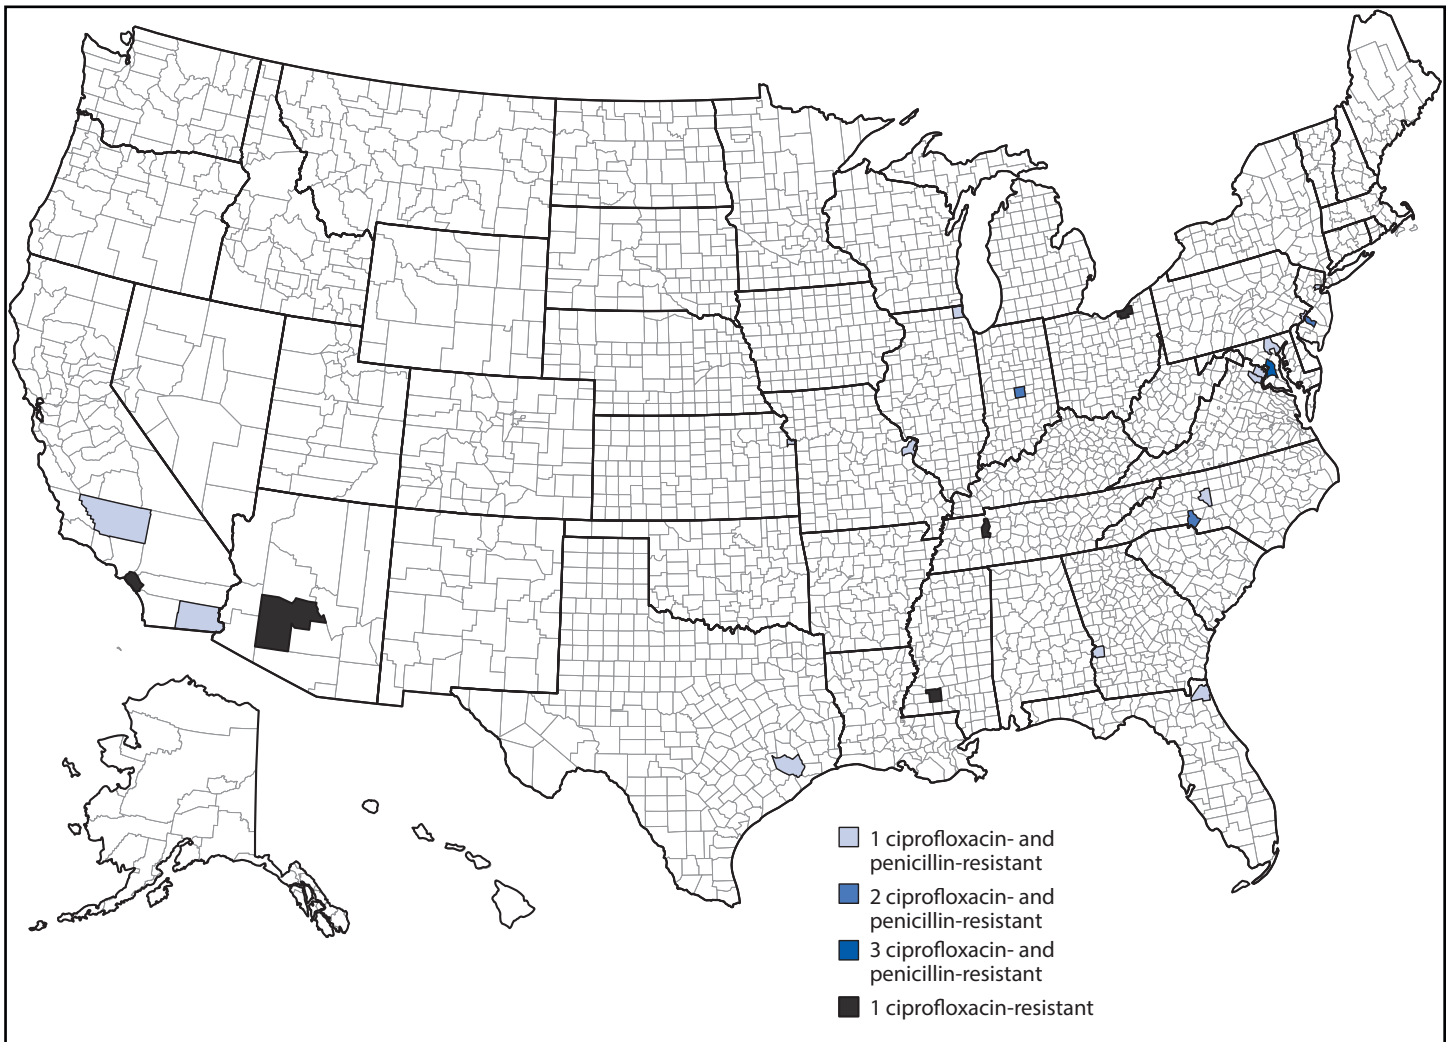 1 ciprofloxacin- and
penicillin-resistant
2 ciprofloxacin- and
penicillin-resistant
3 ciprofloxacin- and
penicillin-resistant
1 ciprofloxacin-resistant